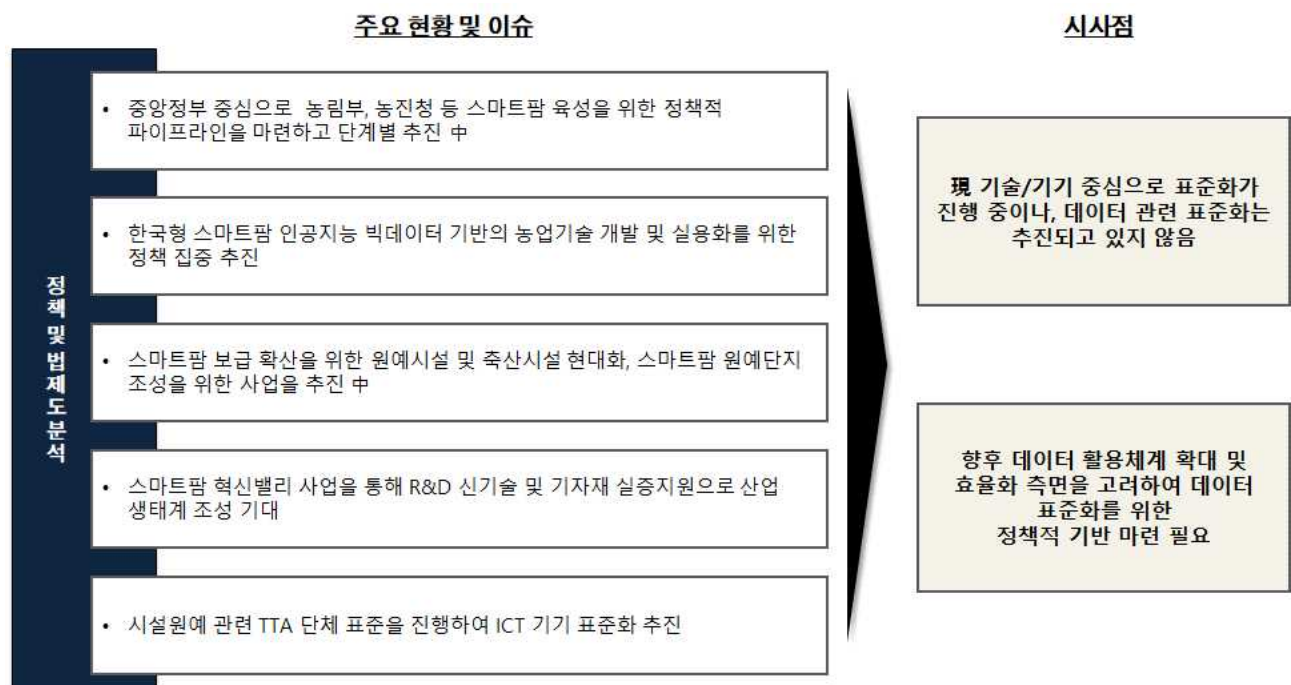 주요 현황 및 이슈
시사점
정책 및 법제도분석
• 중앙정부 중심으로 농림부, 농진청 등 스마트팜 육성을 위한 정책적
파이프라인을 마련하고 단계별 추진 中
• 한국형 스마트팜 인공지능 빅데이터 기반의 농업기술 개발 및 실용화를 위한
정책 집중 추진
• 스마트팜 보급 확산을 위한 원예시설 및 축산시설 현대화, 스마트팜 원예단지
조성을 위한 사업을 추진 中
• 스마트팜 혁신밸리 사업을 통해 R&D 신기술 및 기자재 실증지원으로 산업
생태계 조성 기대
• 시설원예 관련 TTA 단체 표준을 진행하여 ICT 기기 표준화 추진
現 기술/기기 중심으로 표준화가
진행 중이나, 데이터 관련 표준화는
추진되고 있지 않음
향후 데이터 활용체계 확대 및
효율화 측면을 고려하여 데이터
표준화를 위한
정책적 기반 마련 필요